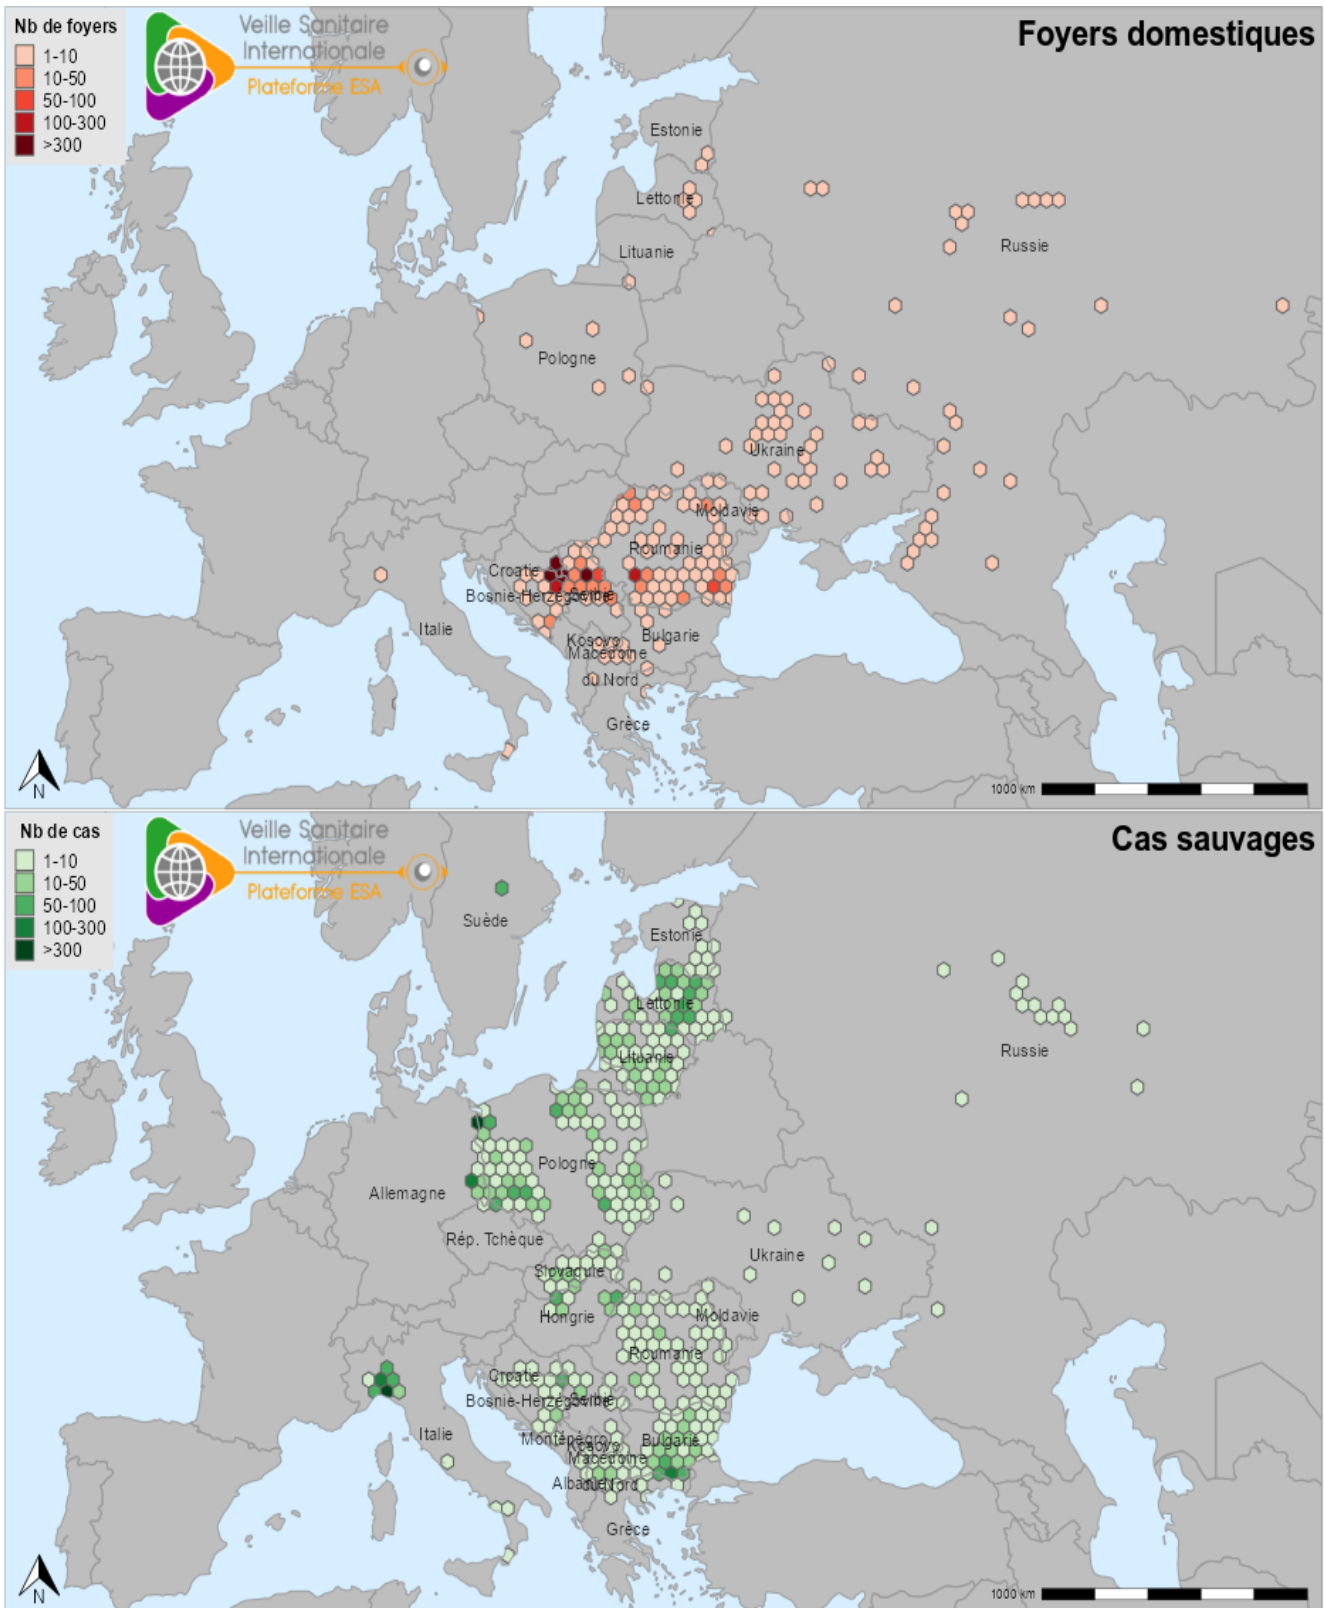 Nb de foyers
1-10
10-50
50-100
100-300
>300
Veille Sanitaire
Internationale
Plateforme ESA
Foyers domestiques
Estonie
Lettonie
Lituanie
Russie
Pologne
Ukraine
Moldavie
Roumanie
Croatie
Bosnie-Herzégovine
Serbie
Italie
Kosovo
Bulgarie
Macédoine
du Nord
Grèce
N
1000 km
Nb de cas
1-10
10-50
50-100
100-300
>300
Veille Sanitaire
Internationale
Plateforme ESA
Cas sauvages
Suède
Estonie
Lettonie
Lituanie
Russie
Pologne
Allemagne
Rép. Tchèque
Ukraine
Slovaquie
Hongrie
Moldavie
Roumanie
Croatie
Bosnie-Herzégovine
Serbie
Italie
Monténégro
Kosovo
Bulgarie
Macédoine
du Nord
Albanie
Grèce
N
1000 km